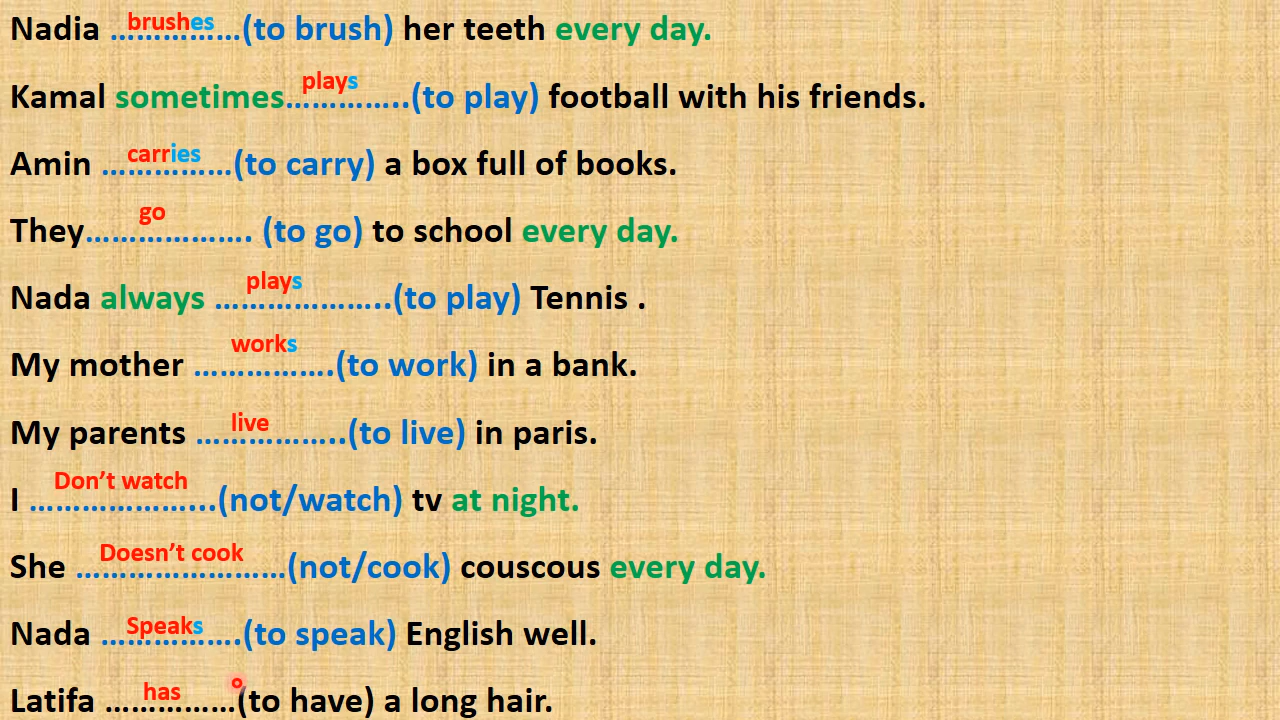 Nadia ...brushes...(to brush) her teeth every day.
Kamal sometimes...plays...(to play) football with his friends.
Amin ...carries...(to carry) a box full of books.
They...go... (to go) to school every day.
Nada always ...plays...(to play) Tennis .
My mother ...works...(to work) in a bank.
My parents ...live...(to live) in paris.
I ...Don't watch...(not/watch) tv at night.
She ...Doesn't cook...(not/cook) couscous every day.
Nada ...Speaks...(to speak) English well.
Latifa ...has...(to have) a long hair.